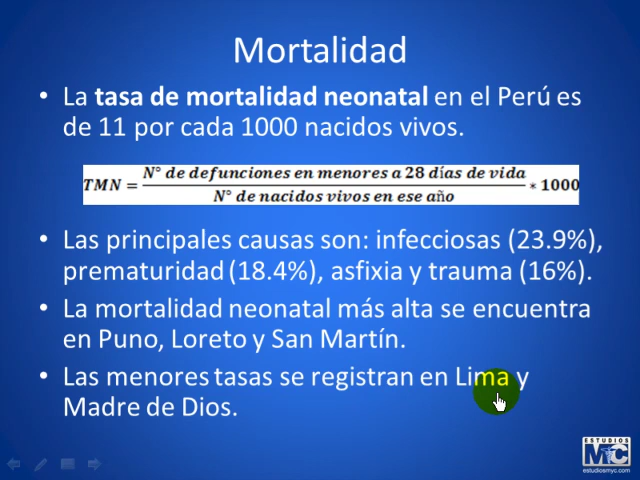 Mortalidad
• La tasa de mortalidad neonatal en el Perú es
de 11 por cada 1000 nacidos vivos.
TMN = N° de defunciones en menores a 28 días de vida / N° de nacidos vivos en ese año * 1000
• Las principales causas son: infecciosas (23.9%),
prematuridad (18.4%), asfixia y trauma (16%).
• La mortalidad neonatal más alta se encuentra
en Puno, Loreto y San Martín.
• Las menores tasas se registran en Lima y
Madre de Dios.
ESTUDIOS
MyC
estudiosmyc.com